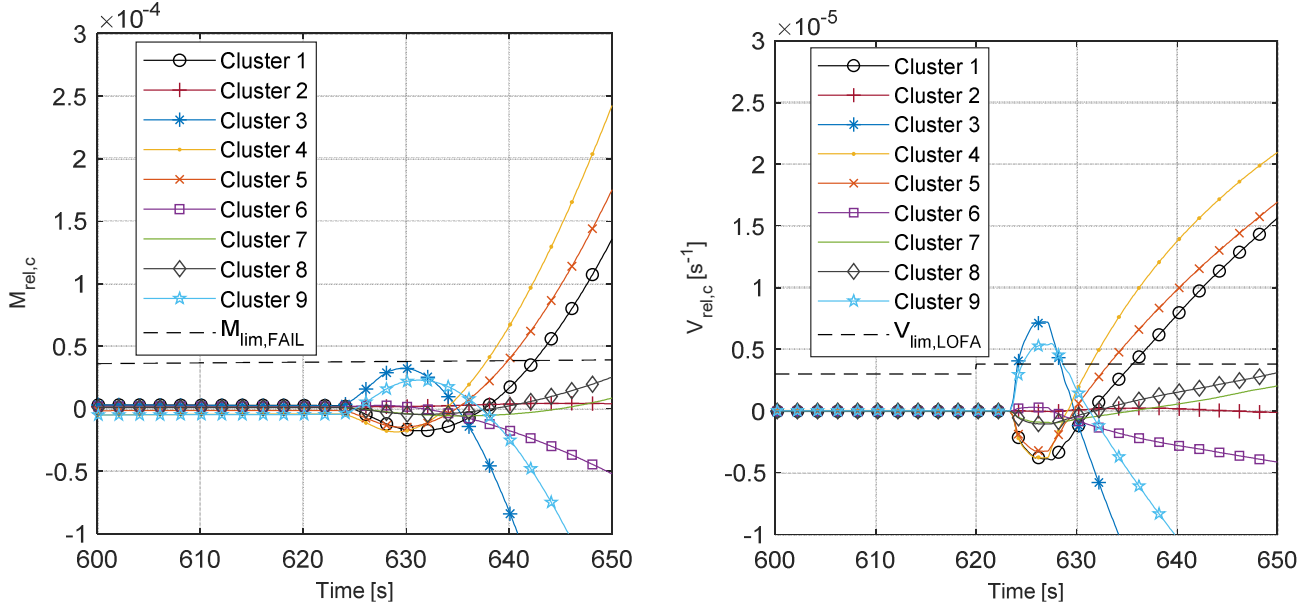 ×10⁻⁴
3
2.5
2
1.5
1
0.5
0
-0.5
-1
M_rel,c
Cluster 1
Cluster 2
Cluster 3
Cluster 4
Cluster 5
Cluster 6
Cluster 7
Cluster 8
Cluster 9
M_lim,FAIL
600 610 620 630 640 650
Time [s]
×10⁻⁵
3
2.5
2
1.5
1
0.5
0
-0.5
-1
V_rel,c [s⁻¹]
Cluster 1
Cluster 2
Cluster 3
Cluster 4
Cluster 5
Cluster 6
Cluster 7
Cluster 8
Cluster 9
V_lim,LOFA
600 610 620 630 640 650
Time [s]